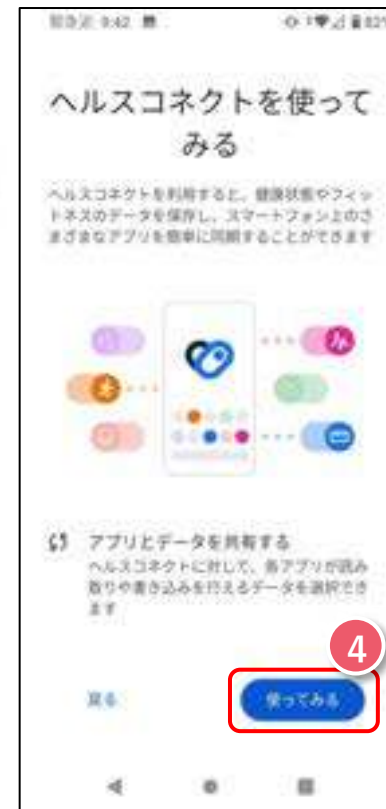 9:42
ヘルスコネクトを使って
みる
ヘルスコネクトを利用すると、健康状態やフィッ
トネスのデータを保存し、スマートフォン上のさ
まざまなアプリを簡単に同期することができます
アプリとデータを共有する
ヘルスコネクトに対して、各アプリが読み
取りや書き込みを行えるデータを選択でき
ます
4
戻る
使ってみる